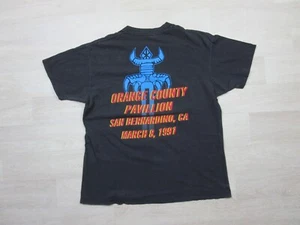 ORANGE COUNTY
PAVILION
SAN BERNARDINO, CA
MARCH 8, 1991